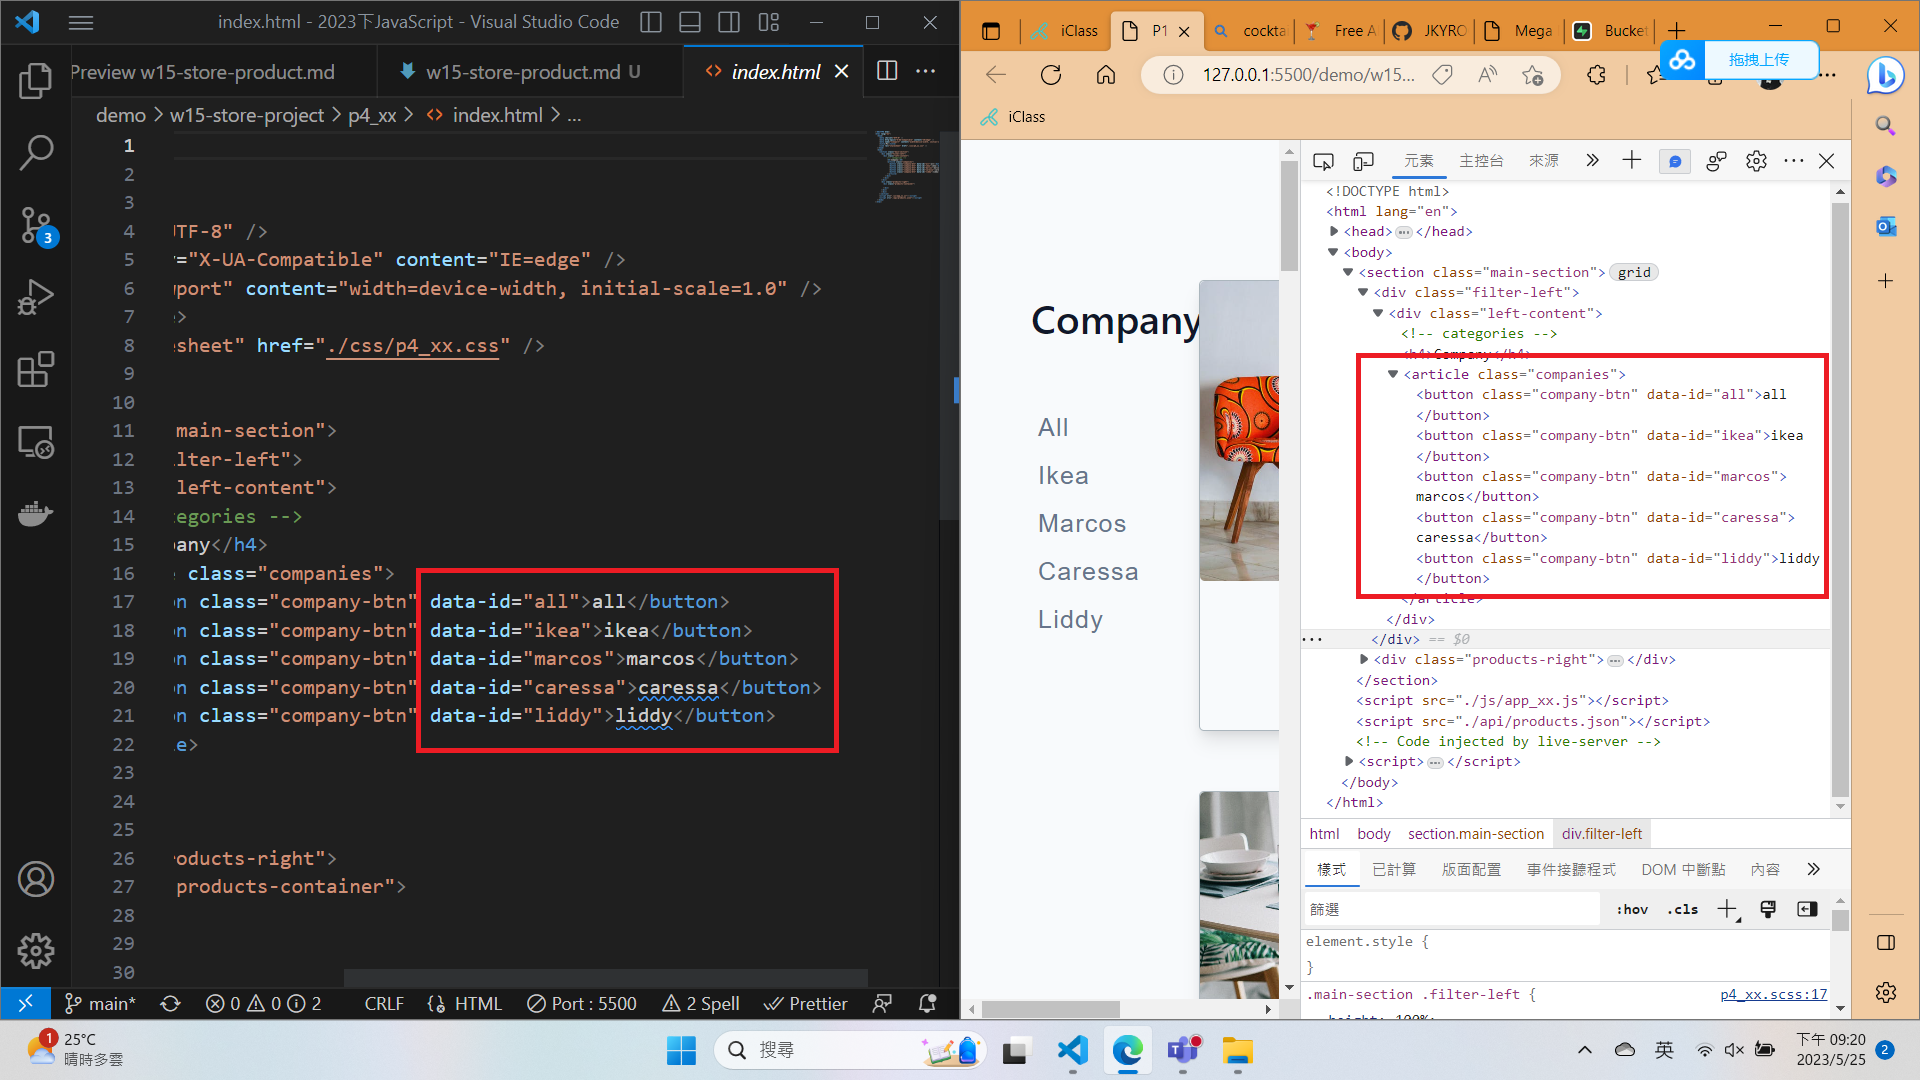 index.html - 2023下JavaScript - Visual Studio Code
Preview w15-store-product.md
w15-store-product.md U
index.html
demo > w15-store-project > p4_xx > index.html > ...
1
2
3
4 UTF-8" />
5 ="X-UA-Compatible" content="IE=edge" />
6 wport" content="width=device-width, initial-scale=1.0" />
7 >
8 esheet" href="./css/p4_xx.css" />
9
10
11 main-section">
12 lter-left">
13 left-content">
14 tegories -->
15 pany</h4>
16 class="companies">
17 on class="company-btn" data-id="all">all</button>
18 on class="company-btn" data-id="ikea">ikea</button>
19 on class="company-btn" data-id="marcos">marcos</button>
20 on class="company-btn" data-id="caressa">caressa</button>
21 on class="company-btn" data-id="liddy">liddy</button>
22 le>
23
24
25
26 roducts-right">
27 products-container">
28
29
30
3
main*
0 0 2
CRLF
HTML
Port : 5500
2 Spell
Prettier
iClass
P1
cockta
Free A
JKYRO
Mega
Bucket
127.0.0.1:5500/demo/w15...
拖拽上传
iClass
Company
All
Ikea
Marcos
Caressa
Liddy
元素
主控台
來源
<!DOCTYPE html>
<html lang="en">
<head> ... </head>
<body>
<section class="main-section"> grid
<div class="filter-left">
<div class="left-content">
<!-- categories -->
<h4>Company</h4>
<article class="companies">
<button class="company-btn" data-id="all">all
</button>
<button class="company-btn" data-id="ikea">ikea
</button>
<button class="company-btn" data-id="marcos">
marcos</button>
<button class="company-btn" data-id="caressa">
caressa</button>
<button class="company-btn" data-id="liddy">liddy
</button>
</article>
</div>
... </div> == $0
<div class="products-right"> ... </div>
</section>
<script src="./js/app_xx.js"></script>
<script src="./api/products.json"></script>
<!-- Code injected by live-server -->
<script> ... </script>
</body>
</html>
html body section.main-section div.filter-left
樣式 已計算 版面配置 事件接聽程式 DOM 中斷點 內容
篩選
:hov .cls
element.style {
}
.main-section .filter-left {
p4_xx.scss:17
height: 100%;
1
25°C
晴時多雲
搜尋
英
下午 09:20
2023/5/25
2